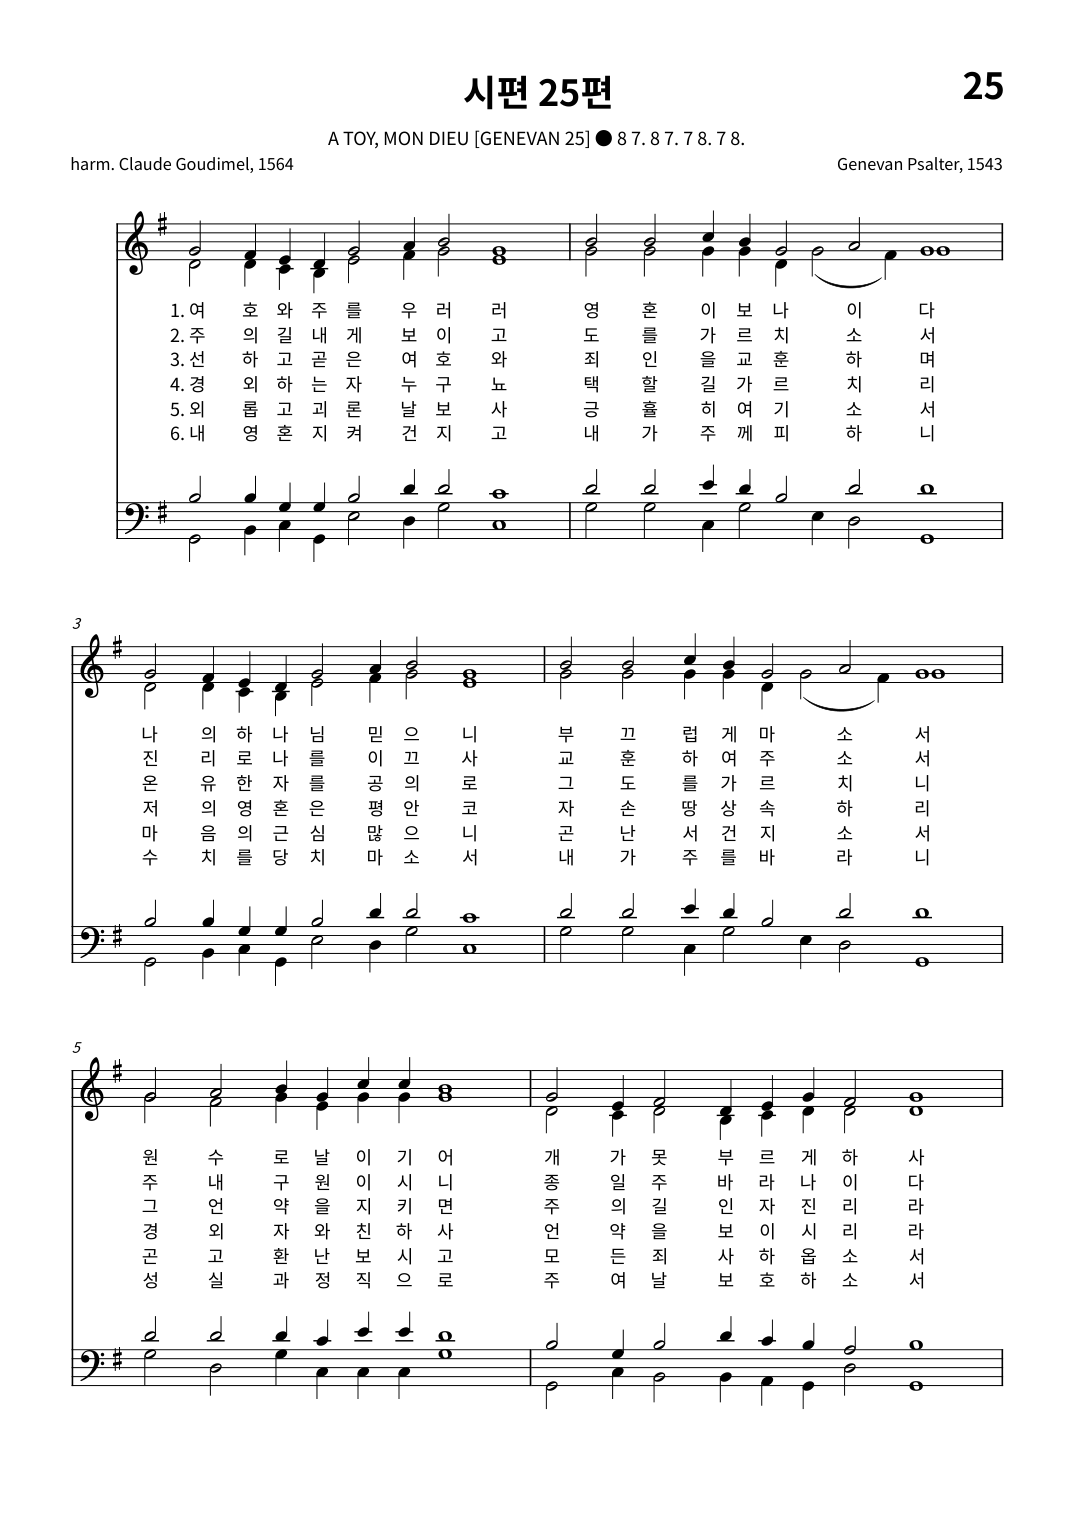 시편 25편
25
A TOY, MON DIEU [GENEVAN 25] ● 8 7. 8 7. 7 8. 7 8.
harm. Claude Goudimel, 1564
Genevan Psalter, 1543
1. 여 호 와 주 를 우 러 러 영 혼 이 보 나 이 다
2. 주 의 길 내 게 보 이 고 도 를 가 르 치 소 서
3. 선 하 고 곧 은 여 호 와 죄 인 을 교 훈 하 며
4. 경 외 하 는 자 누 구 뇨 택 할 길 가 르 치 리
5. 외 롭 고 괴 론 날 보 사 긍 휼 히 여 기 소 서
6. 내 영 혼 지 켜 건 지 고 내 가 주 께 피 하 니
3
나 의 하 나 님 믿 으 니 부 끄 럽 게 마 소 서
진 리 로 나 를 이 끄 사 교 훈 하 여 주 소 서
온 유 한 자 를 공 의 로 그 도 를 가 르 치 니
저 의 영 혼 은 평 안 코 자 손 땅 상 속 하 리
마 음 의 근 심 많 으 니 곤 난 서 건 지 소 서
수 치 를 당 치 마 소 서 내 가 주 를 바 라 니
5
원 수 로 날 이 기 어 개 가 못 부 르 게 하 사
주 내 구 원 이 시 니 종 일 주 바 라 나 이 다
그 언 약 을 지 키 면 주 의 길 인 자 진 리 라
경 외 자 와 친 하 사 언 약 을 보 이 시 리 라
곤 고 환 난 보 시 고 모 든 죄 사 하 옵 소 서
성 실 과 정 직 으 로 주 여 날 보 호 하 소 서